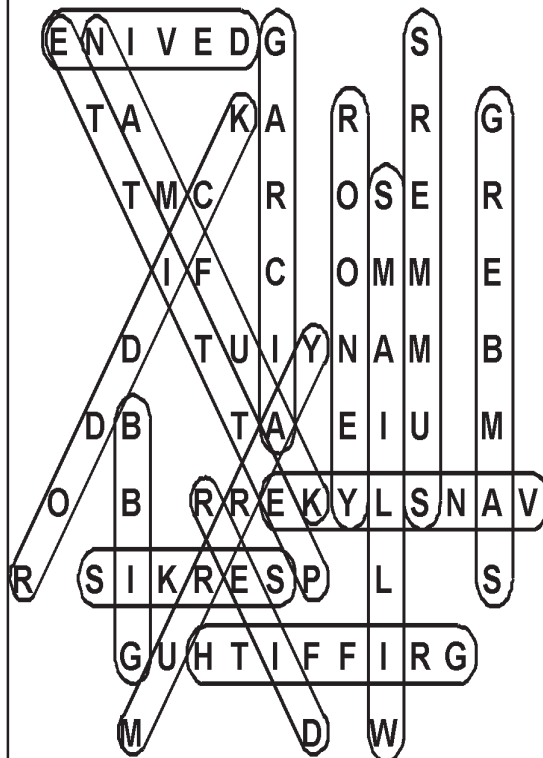 E N I V E D G S
T A K A R R G
T M C R O S E R
I F C O M M E
D T U I Y N A M B
D B T A E I U M
O B R R E K Y L S N A V
R S I K R E S P L S
G U H T I F F I R G
M D W